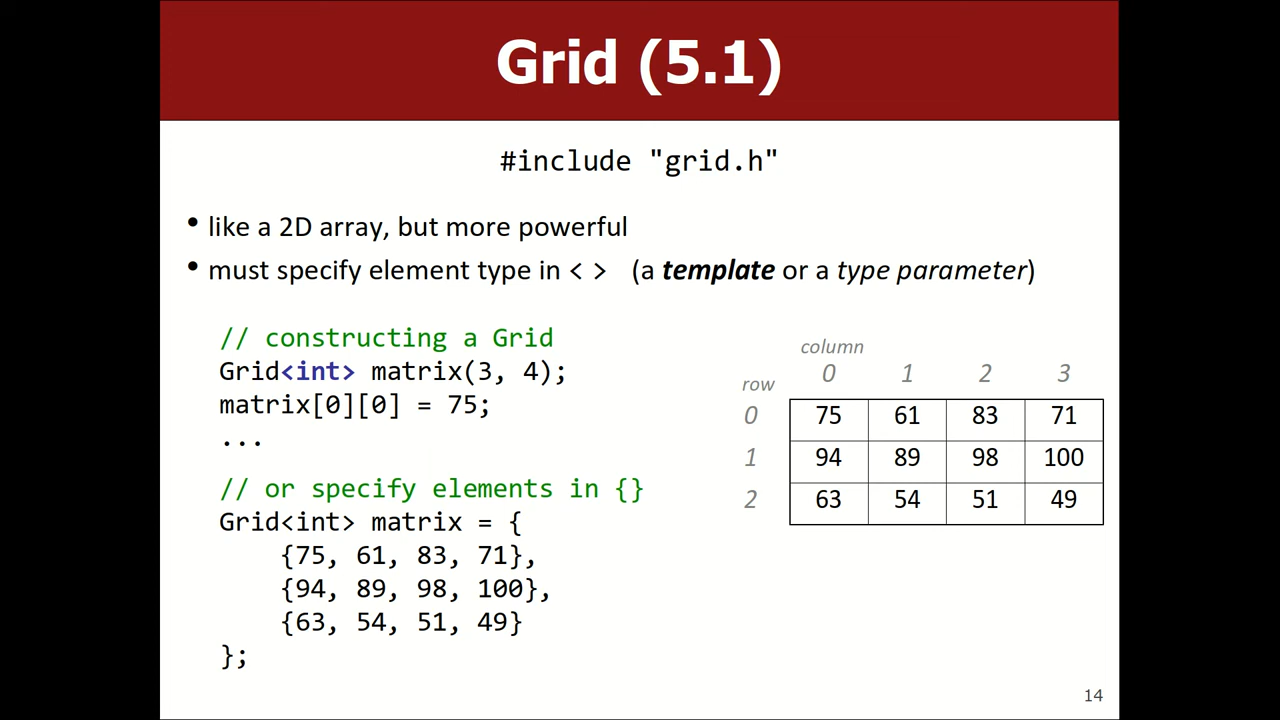 Grid (5.1)
#include "grid.h"
• like a 2D array, but more powerful
• must specify element type in < > (a template or a type parameter)
// constructing a Grid
Grid<int> matrix(3, 4);
matrix[0][0] = 75;
...
// or specify elements in {}
Grid<int> matrix = {
    {75, 61, 83, 71},
    {94, 89, 98, 100},
    {63, 54, 51, 49}
};
column
row 0 1 2 3
0 75 61 83 71
1 94 89 98 100
2 63 54 51 49
14